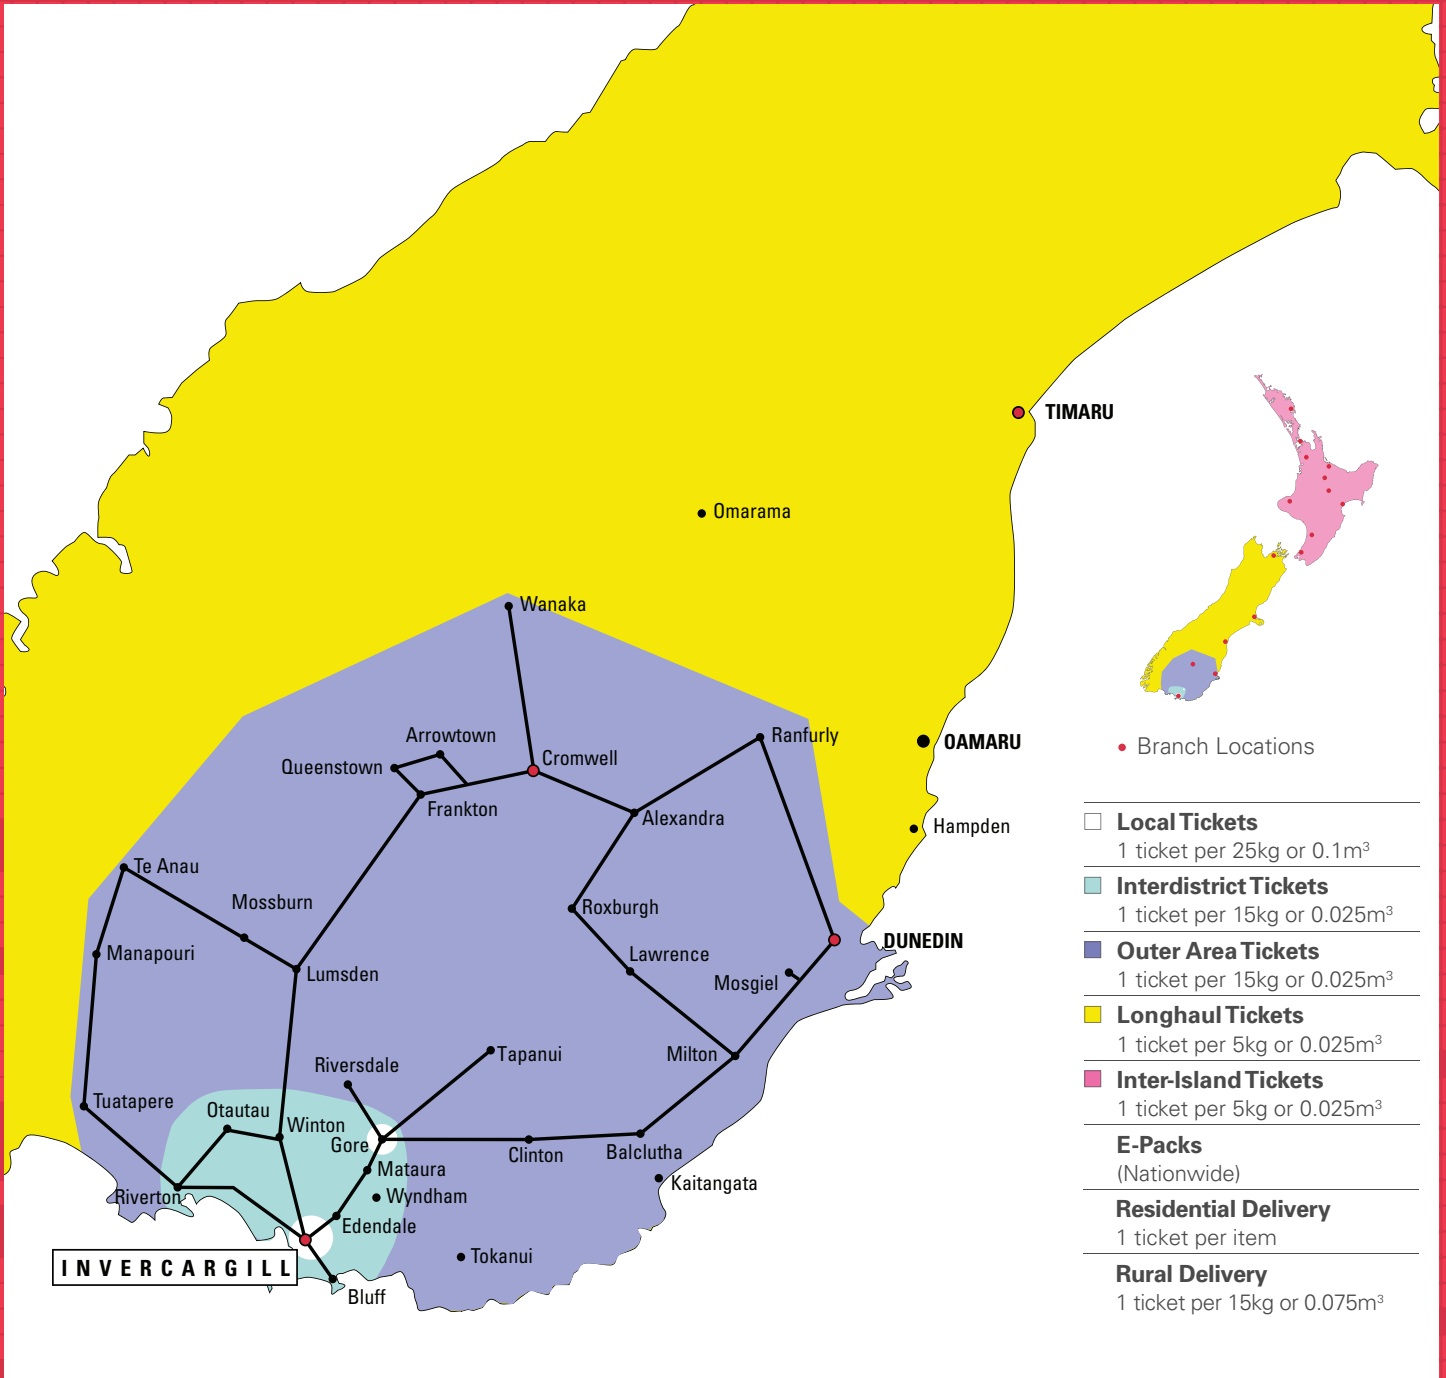 TIMARU
Omarama
Wanaka
Arrowtown
Ranfurly
OAMARU
Queenstown
Cromwell
Frankton
Alexandra
Hampden
Te Anau
Mossburn
Roxburgh
DUNEDIN
Manapouri
Lawrence
Lumsden
Mosgiel
Riversdale
Tapanui
Milton
Tuatapere
Otautau
Winton
Gore
Clinton
Balclutha
Mataura
Kaitangata
Riverton
Wyndham
Edendale
Tokanui
INVERCARGILL
Bluff
Branch Locations
Local Tickets
1 ticket per 25kg or 0.1m³
Interdistrict Tickets
1 ticket per 15kg or 0.025m³
Outer Area Tickets
1 ticket per 15kg or 0.025m³
Longhaul Tickets
1 ticket per 5kg or 0.025m³
Inter-Island Tickets
1 ticket per 5kg or 0.025m³
E-Packs
(Nationwide)
Residential Delivery
1 ticket per item
Rural Delivery
1 ticket per 15kg or 0.075m³